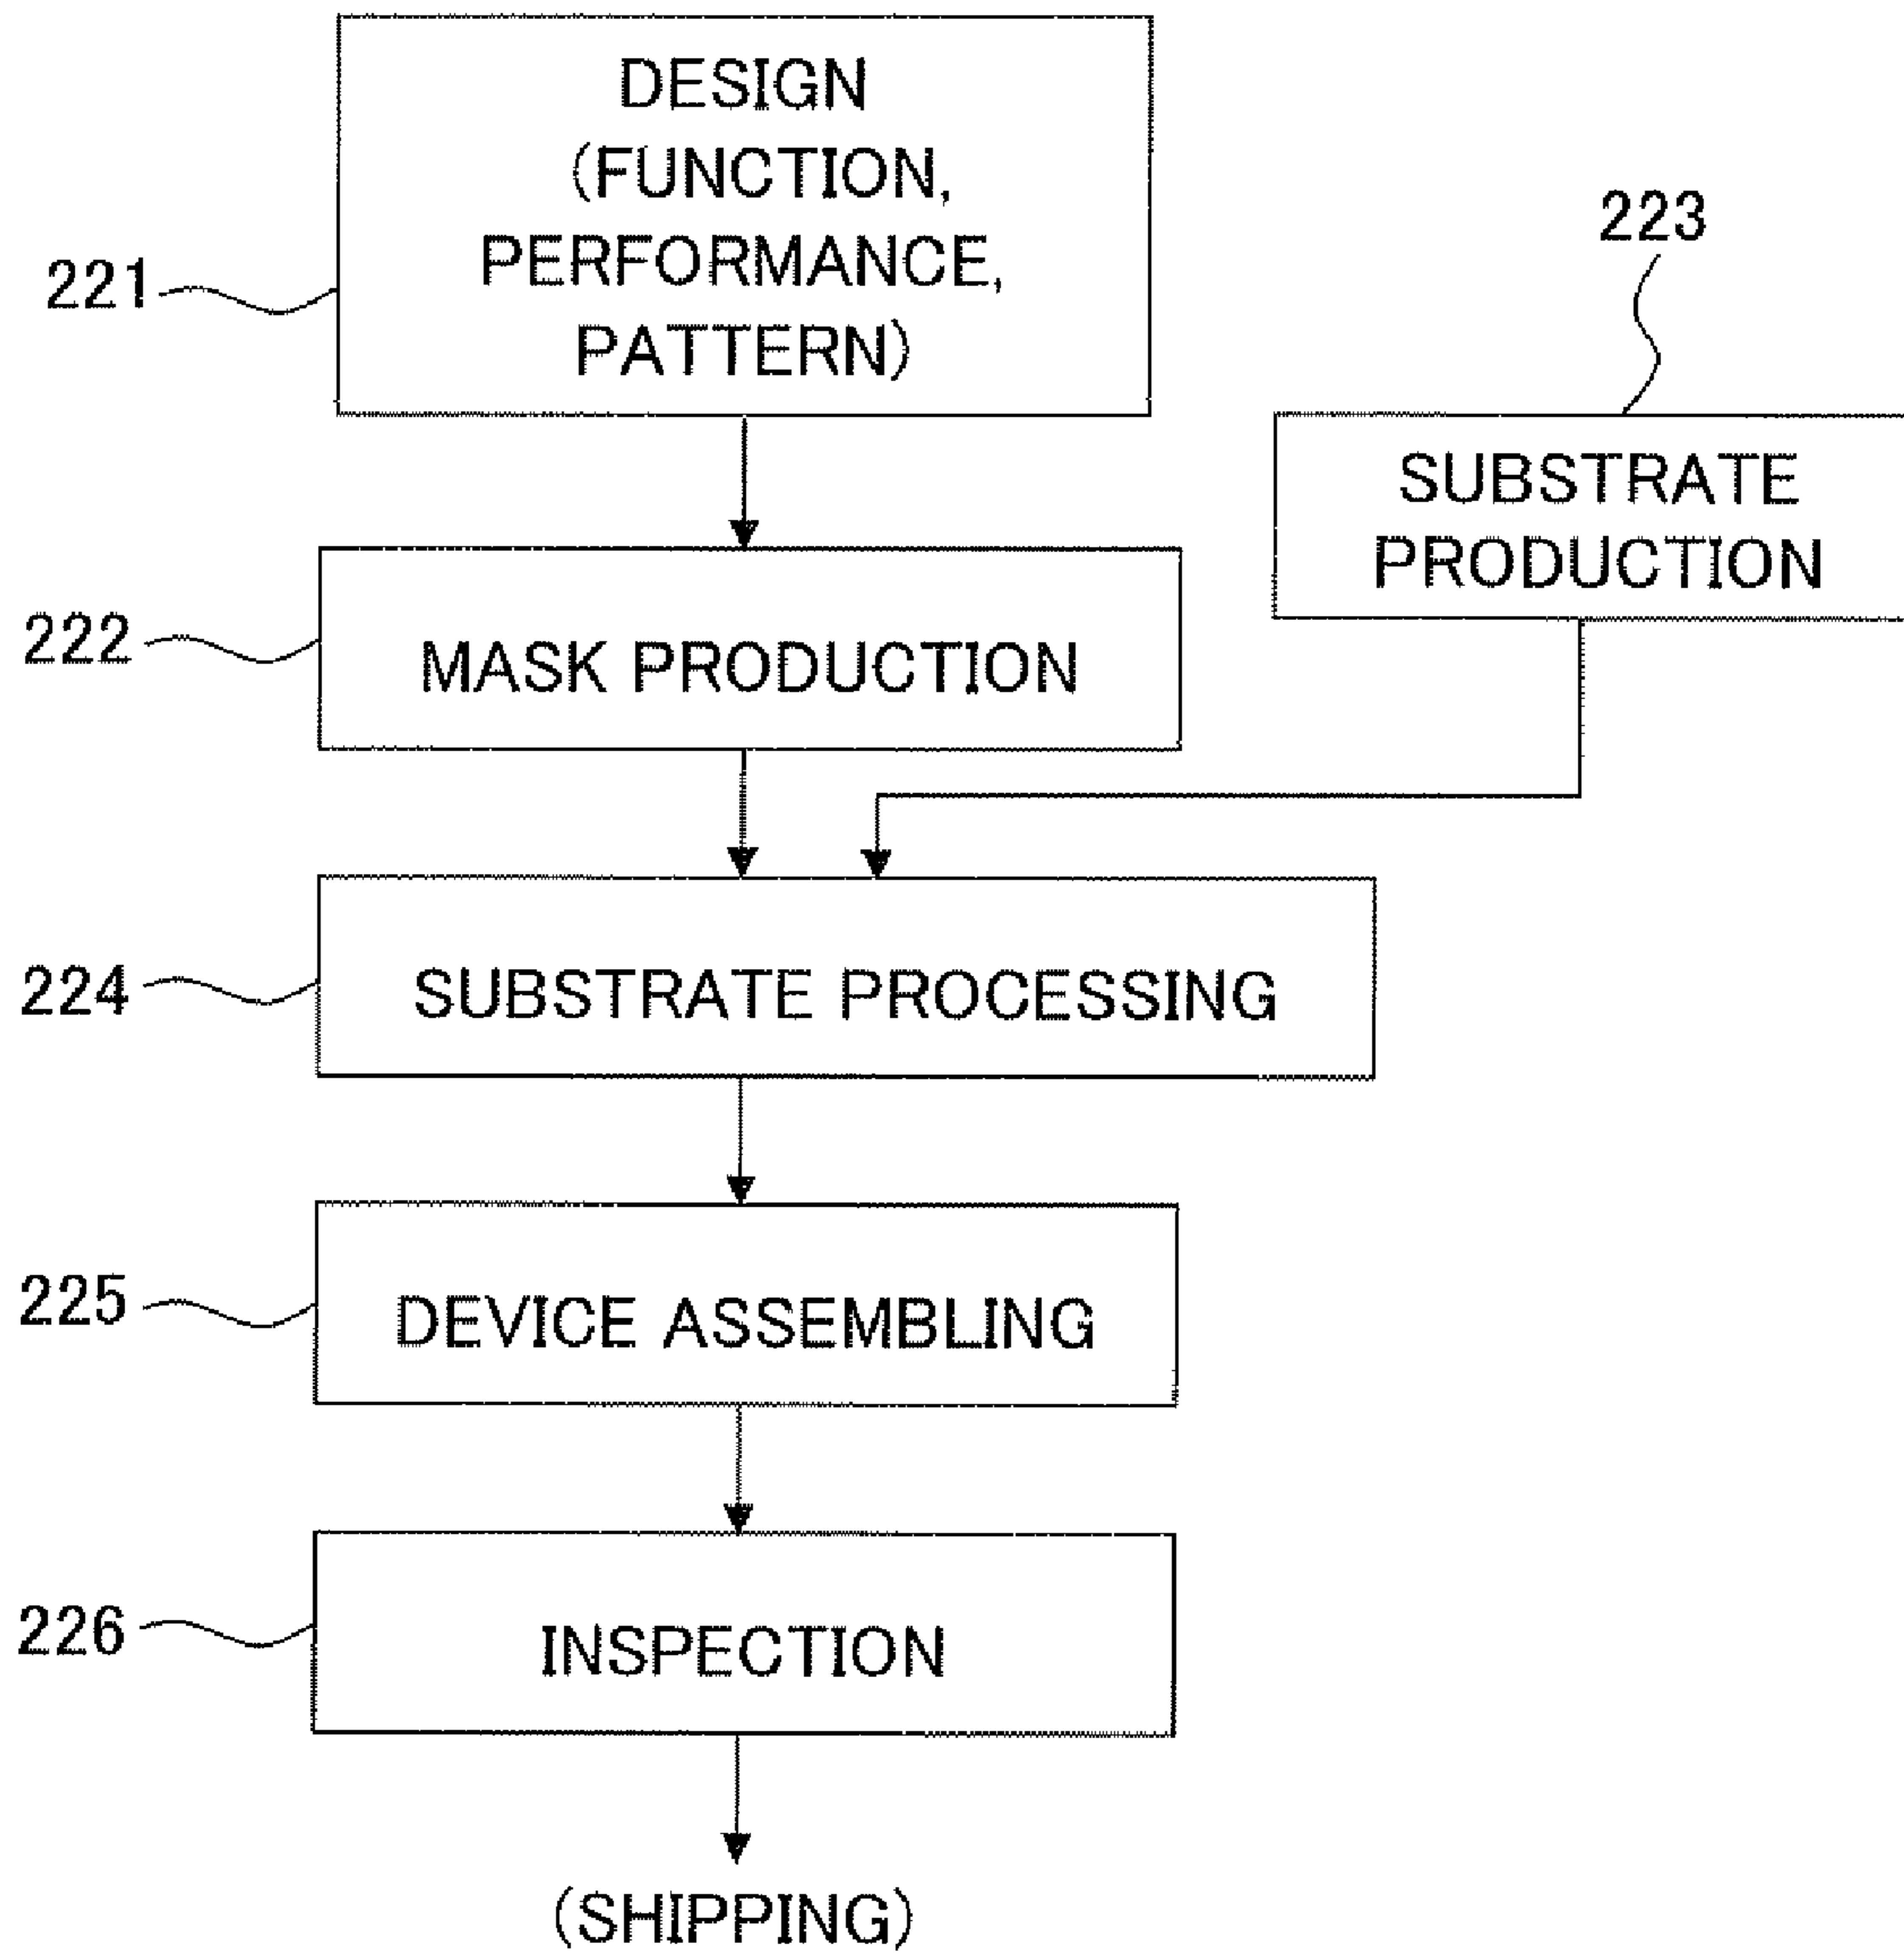 DESIGN
(FUNCTION,
PERFORMANCE,
PATTERN)
221
223
SUBSTRATE
PRODUCTION
222
MASK PRODUCTION
224
SUBSTRATE PROCESSING
225
DEVICE ASSEMBLING
226
INSPECTION
(SHIPPING)